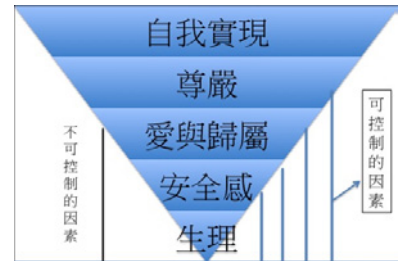 自我實現
尊嚴
愛與歸屬
安全感
生理
不可控制的因素
可控制的因素